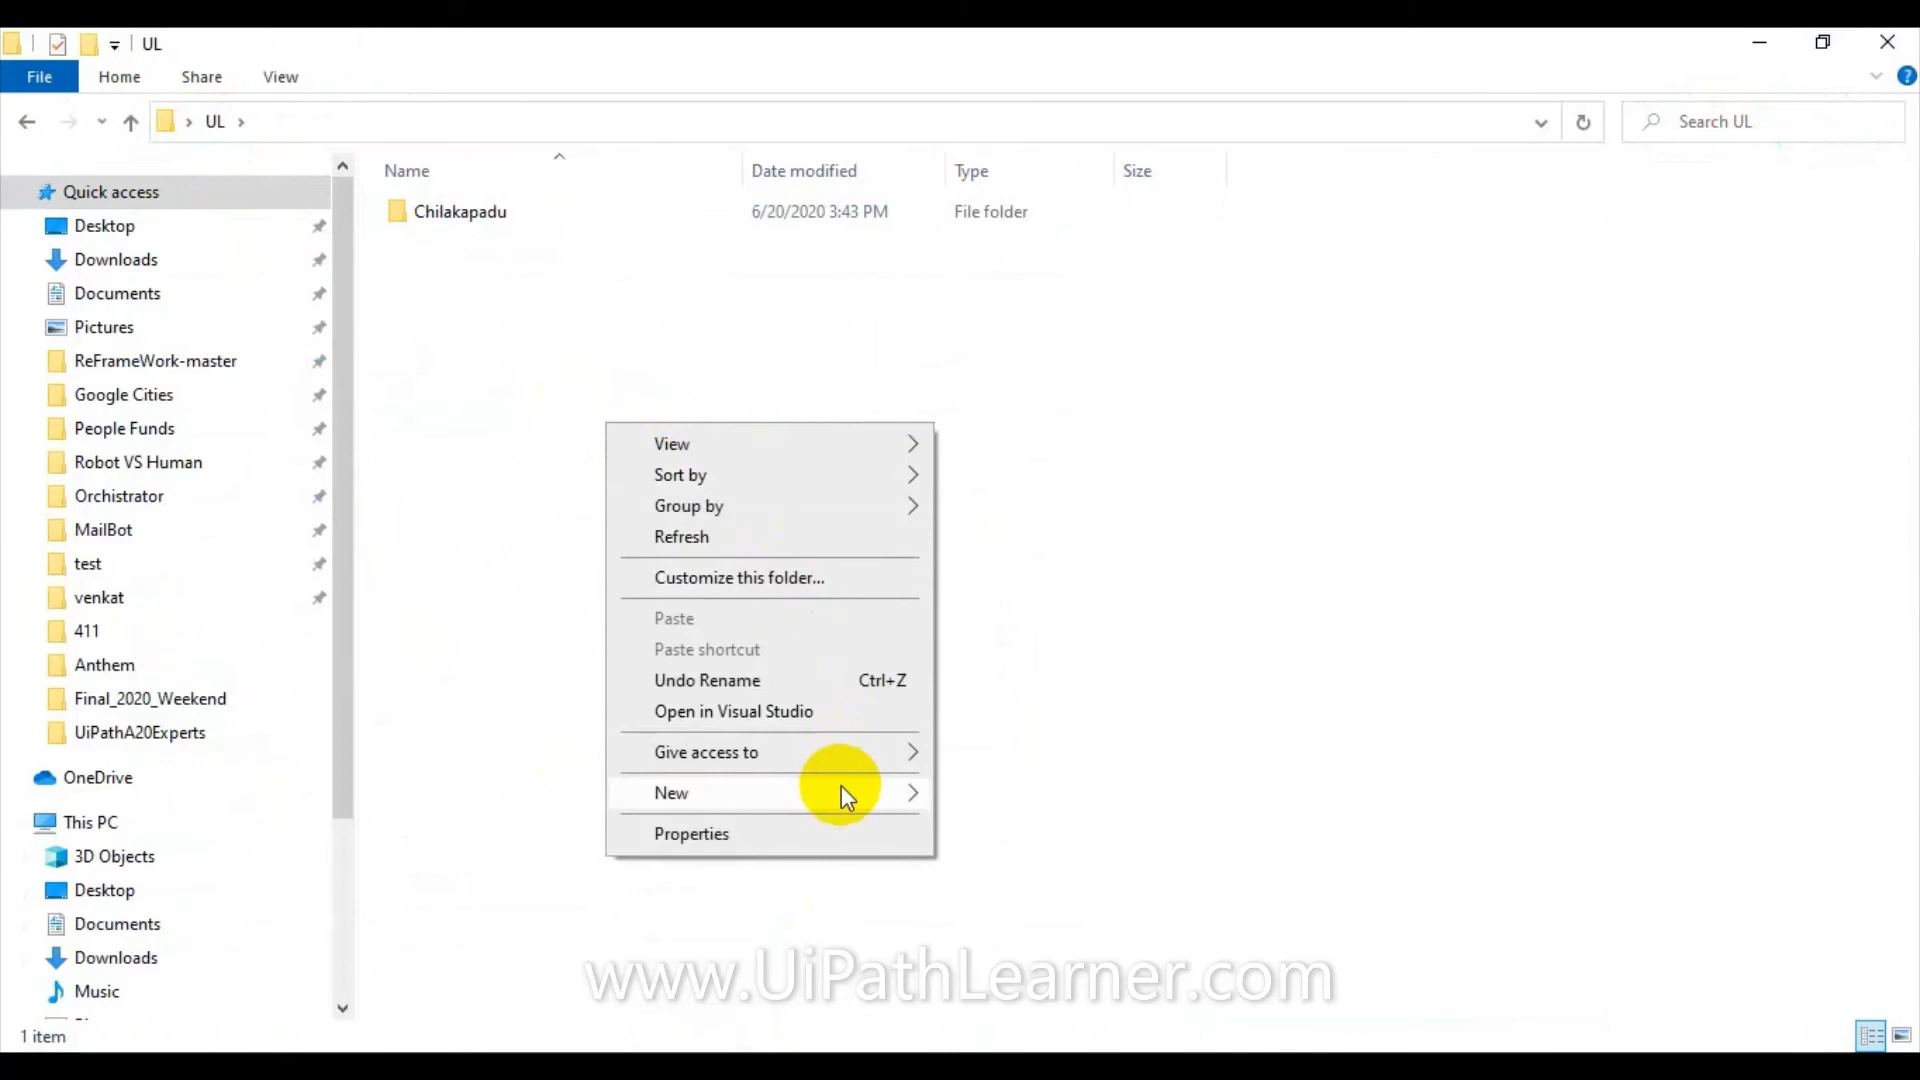 UL
File
Home
Share
View
UL
Search UL
Name
Date modified
Type
Size
Chilakapadu
6/20/2020 3:43 PM
File folder
Quick access
Desktop
Downloads
Documents
Pictures
ReFrameWork-master
Google Cities
People Funds
Robot VS Human
Orchistrator
MailBot
test
venkat
411
Anthem
Final_2020_Weekend
UiPathA20Experts
OneDrive
This PC
3D Objects
Desktop
Documents
Downloads
Music
View
Sort by
Group by
Refresh
Customize this folder...
Paste
Paste shortcut
Undo Rename Ctrl+Z
Open in Visual Studio
Give access to
New
Properties
www.UiPathLearner.com
1 item